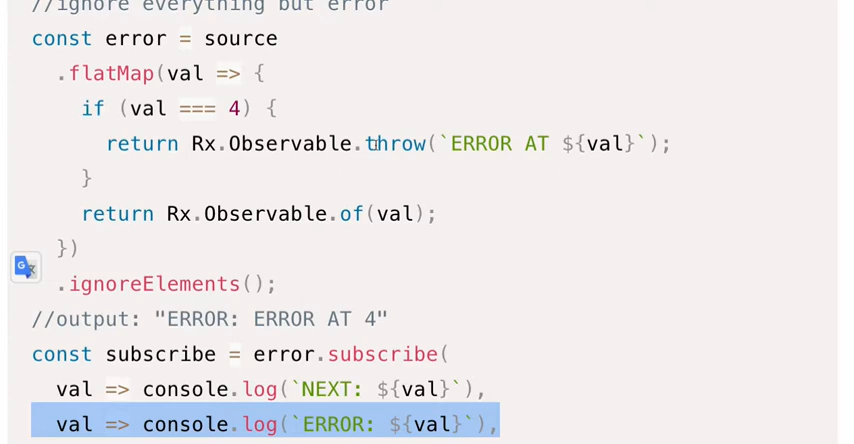 //ignore everything but error
const error = source
  .flatMap(val => {
    if (val === 4) {
      return Rx.Observable.throw(`ERROR AT ${val}`);
    }
    return Rx.Observable.of(val);
  })
  .ignoreElements();
//output: "ERROR: ERROR AT 4"
const subscribe = error.subscribe(
  val => console.log(`NEXT: ${val}`),
  val => console.log(`ERROR: ${val}`),